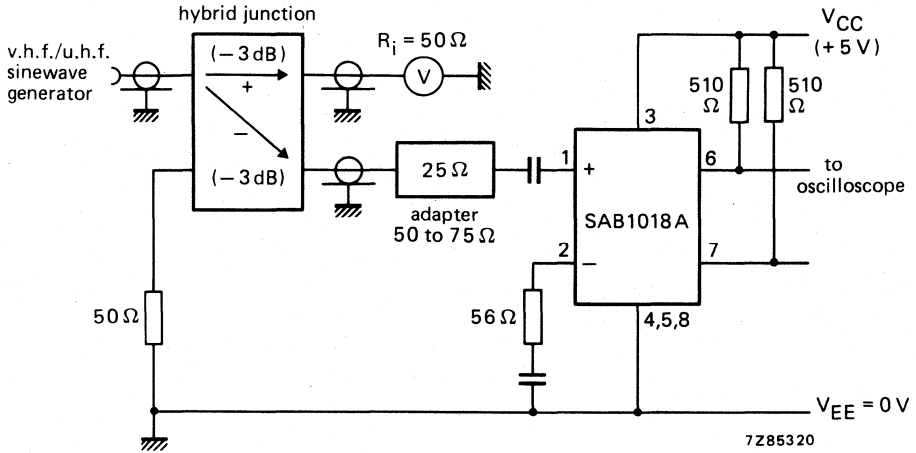 hybrid junction
v.h.f./u.h.f.
sinewave
generator
(−3 dB)
+
−
(−3 dB)
R_i = 50 Ω
V
25 Ω
adapter
50 to 75 Ω
50 Ω
1
+
2
−
56 Ω
SAB1018A
3
6
7
4,5,8
510
Ω
510
Ω
V_CC
(+5 V)
to
oscilloscope
V_EE = 0 V
7Z85320